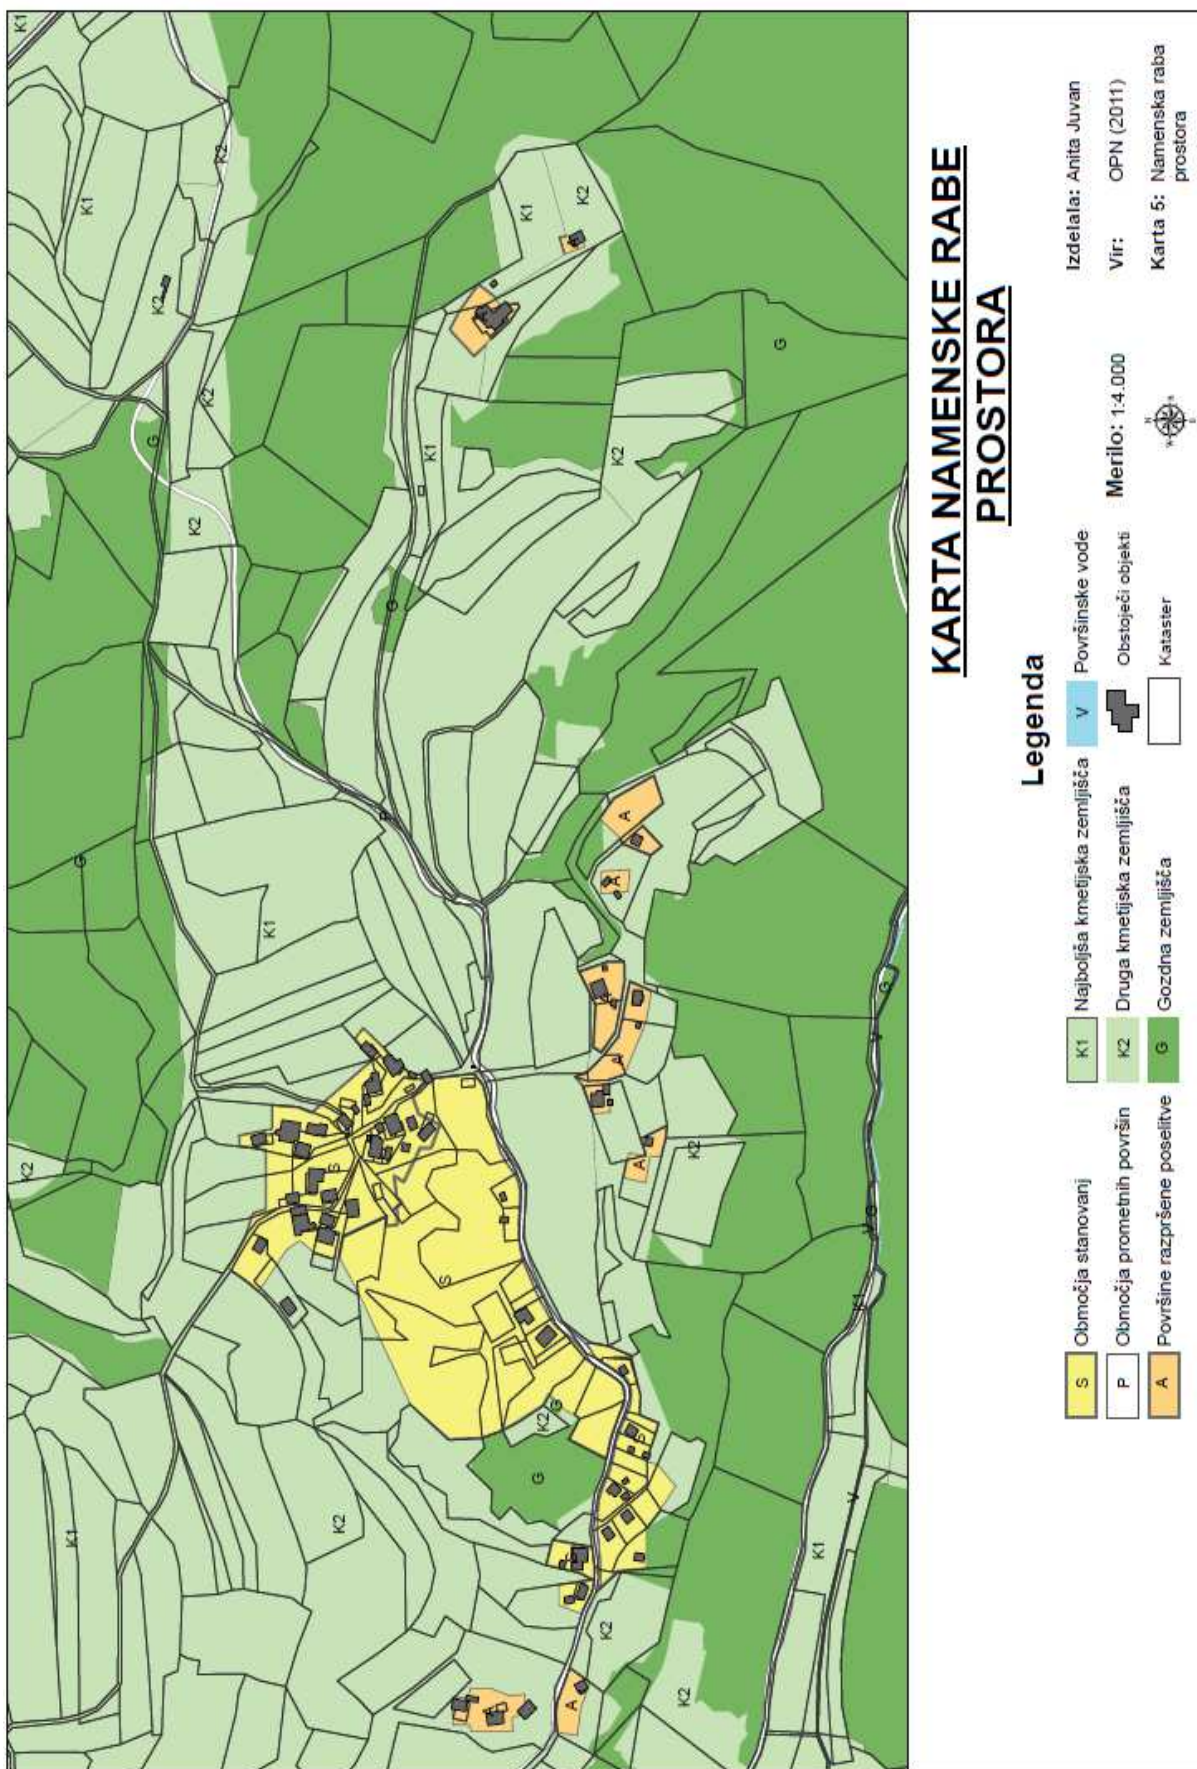 KARTA NAMENSKE RABE
PROSTORA
Legenda
S Območja stanovanj
P Območja prometnih površin
A Površine razpršene poselitve
K1 Najboljša kmetijska zemljišča
K2 Druga kmetijska zemljišča
G Gozdna zemljišča
V Površinske vode
Obstoječi objekti
Kataster
Merilo: 1:4.000
Izdelala: Anita Juvan
Vir: OPN (2011)
Karta 5: Namenska raba
prostora
K1
K1
K2
K2
K2
G
K2
K1
K2
K1
G
K2
G
P
G
K1
K2
A
A
A
A
K2
S
S
G
K2
G
K1
K2
K2
A
K2
K1
V
K1
V
G
V
G